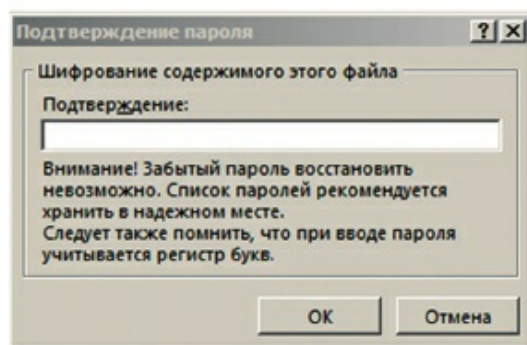 Подтверждение пароля
Шифрование содержимого этого файла
Подтверждение:
Внимание! Забытый пароль восстановить
невозможно. Список паролей рекомендуется
хранить в надежном месте.
Следует также помнить, что при вводе пароля
учитывается регистр букв.
ОК
Отмена